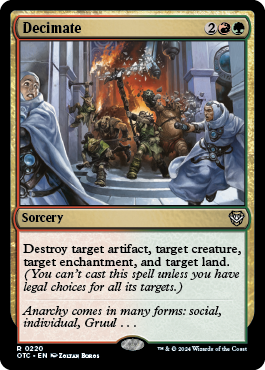 Decimate 2
Sorcery
Destroy target artifact, target creature,
target enchantment, and target land.
(You can't cast this spell unless you have
legal choices for all its targets.)
Anarchy comes in many forms: social,
individual, Gruul . . .
R 0220
OTC • EN Zoltan Boros ™ & © 2024 Wizards of the Coast